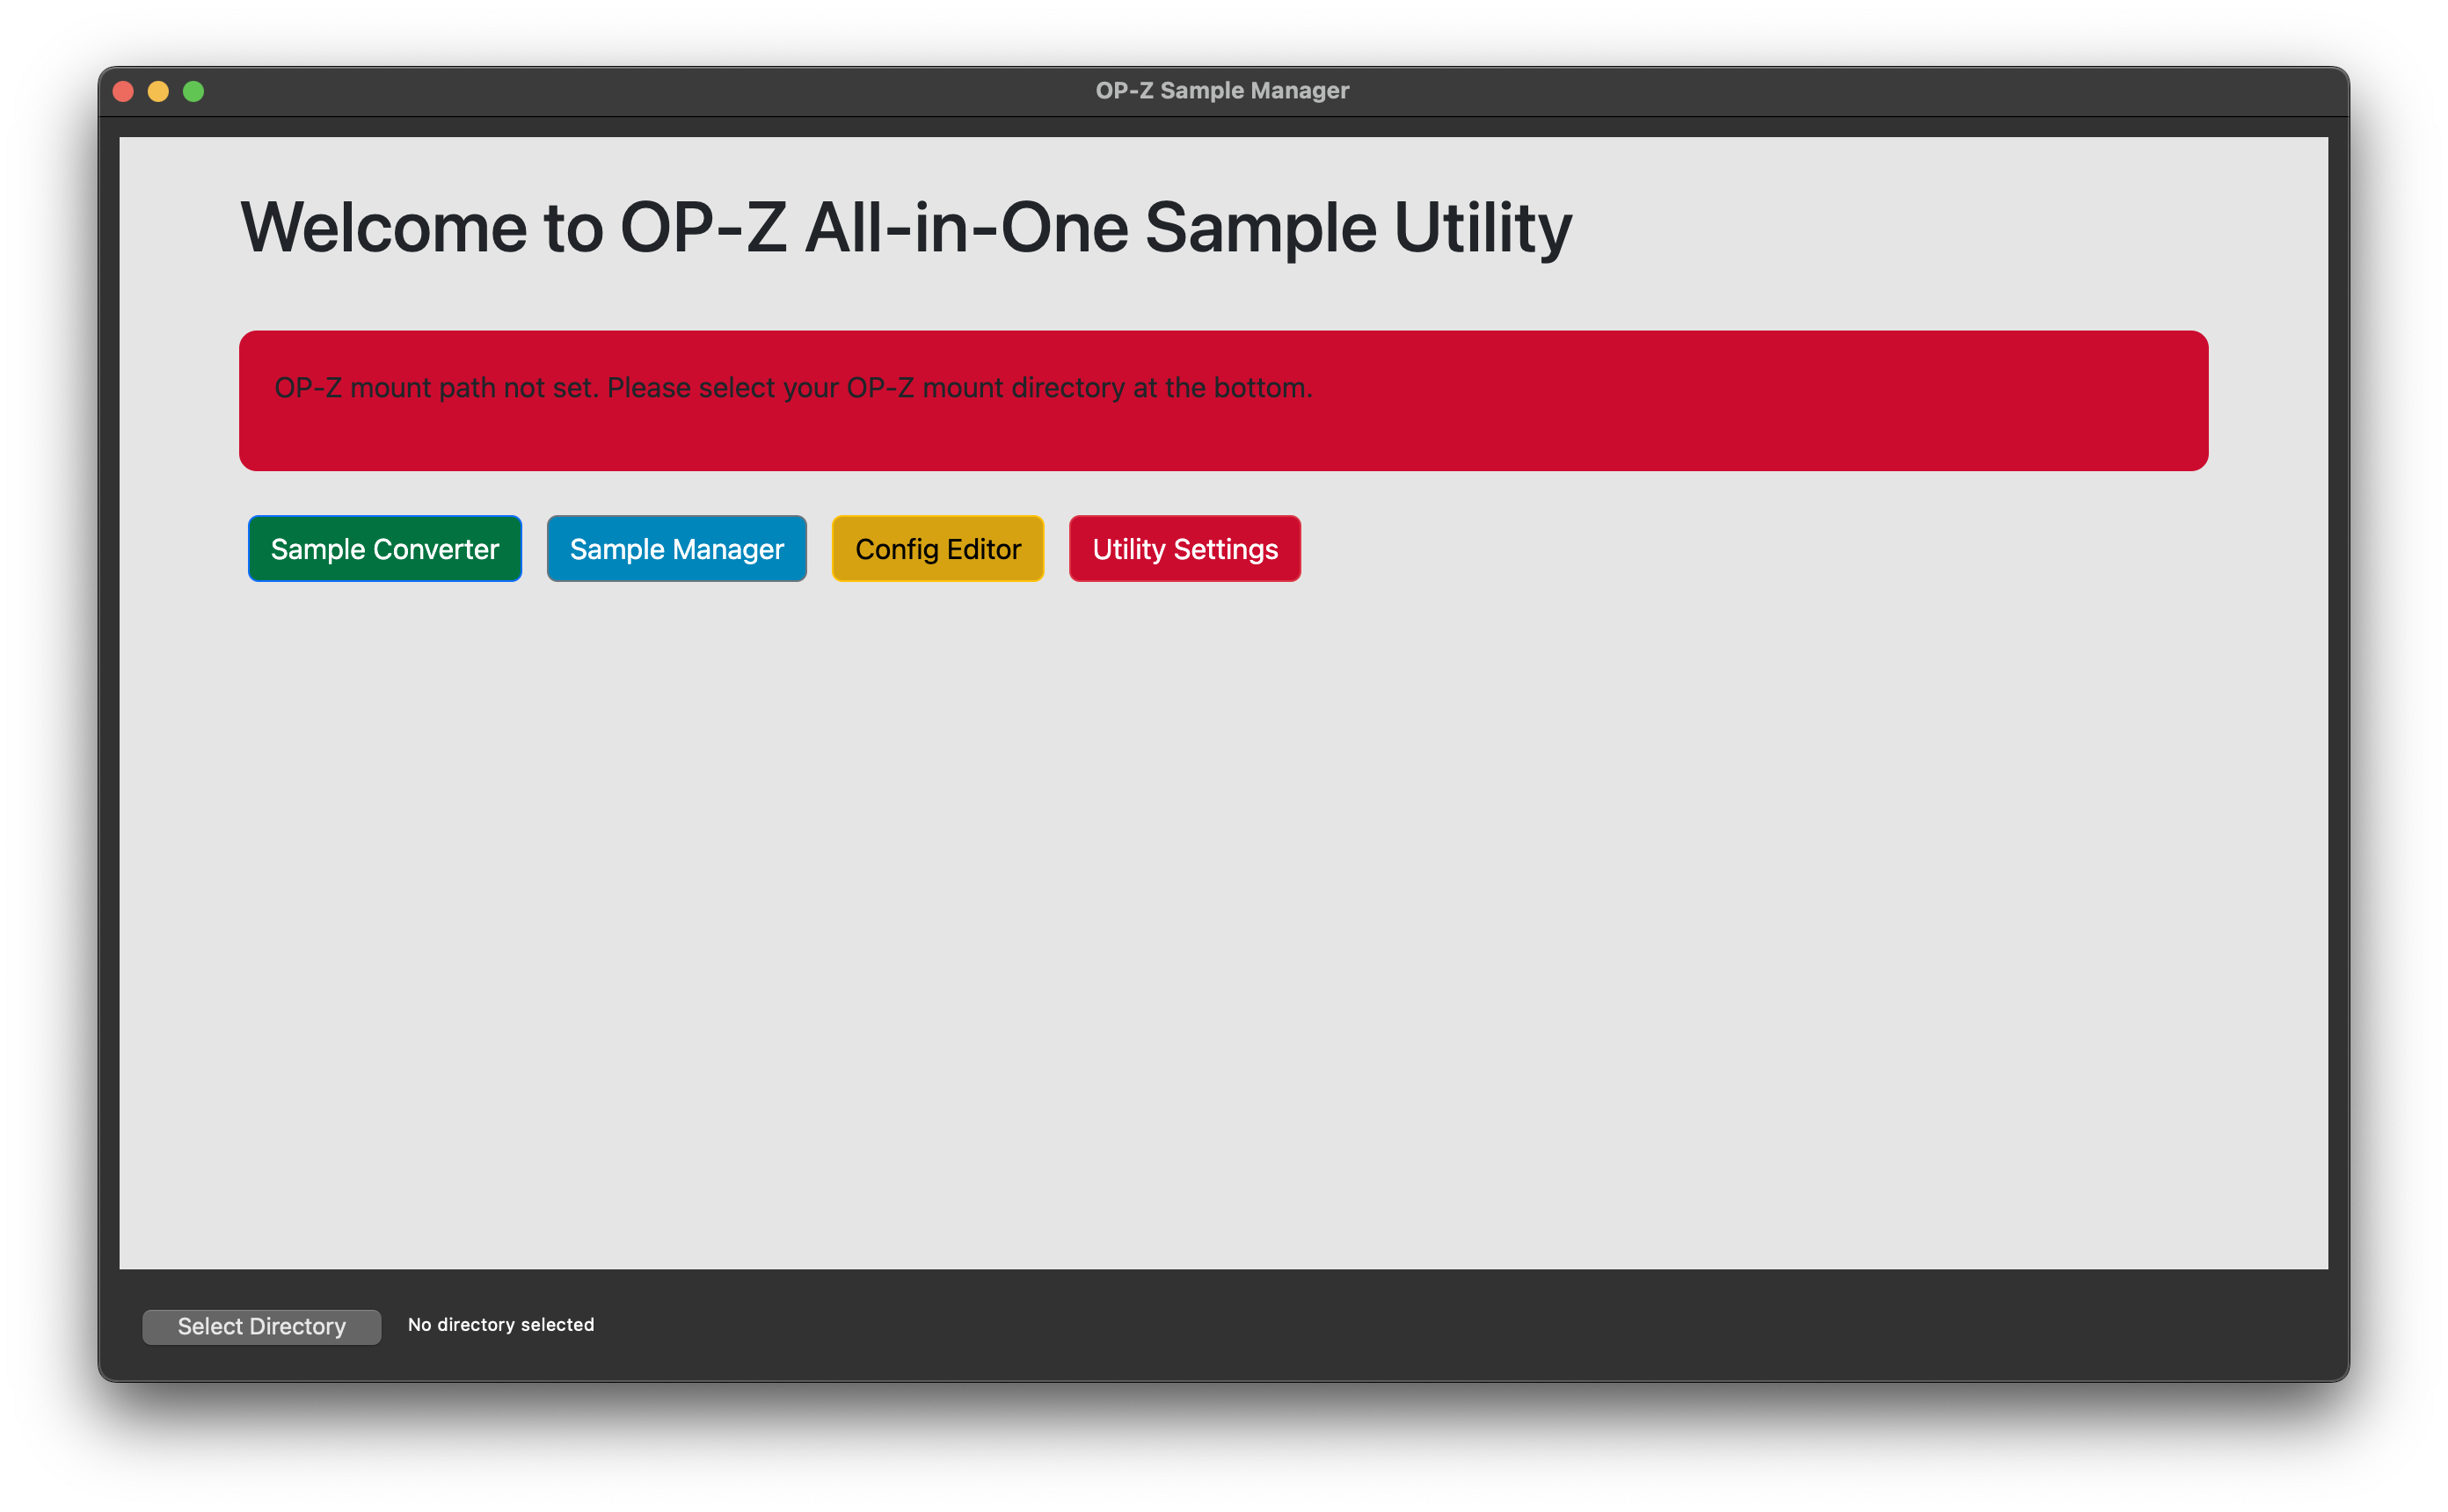 OP-Z Sample Manager
Welcome to OP-Z All-in-One Sample Utility
OP-Z mount path not set. Please select your OP-Z mount directory at the bottom.
Sample Converter
Sample Manager
Config Editor
Utility Settings
Select Directory
No directory selected